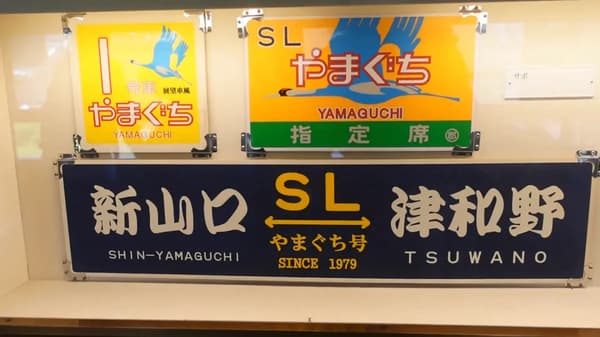 1
号車
展望車風
やまぐち
YAMAGUCHI
SL
やまぐち
YAMAGUCHI
指定席
サボ
新山口
SHIN-YAMAGUCHI
SL
やまぐち号
SINCE 1979
津和野
TSUWANO